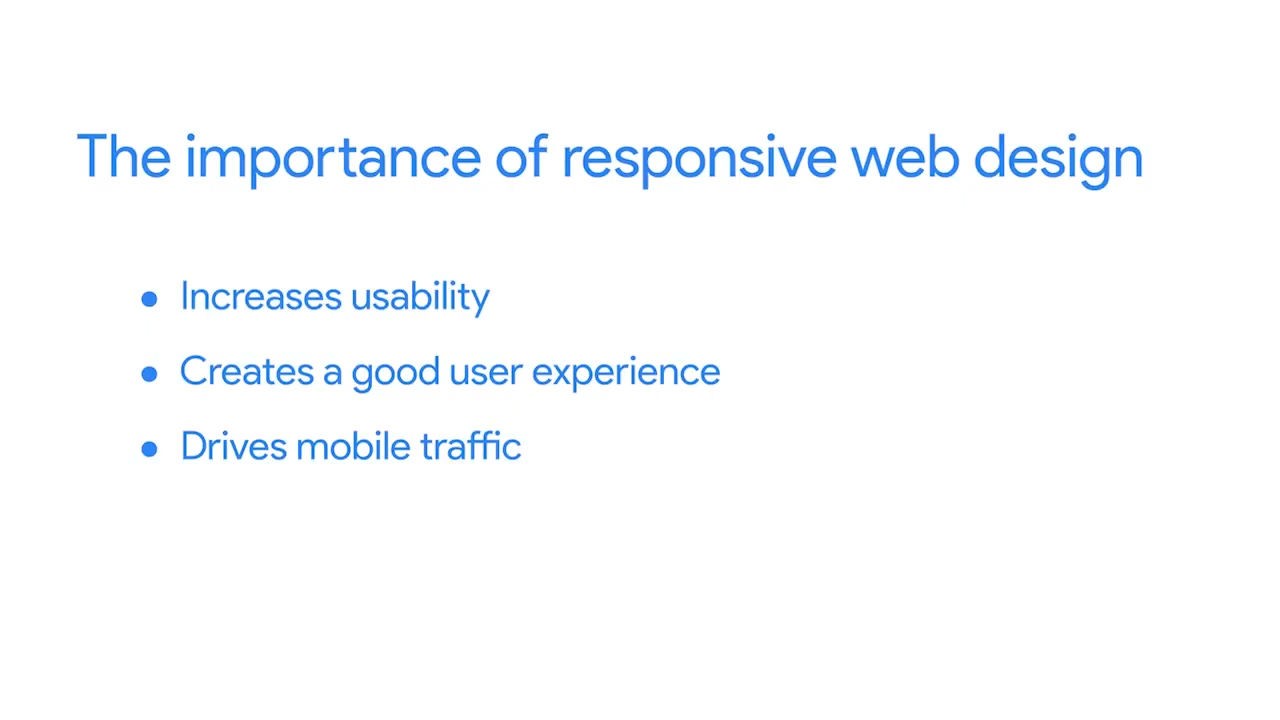 The importance of responsive web design
● Increases usability
● Creates a good user experience
● Drives mobile traffic